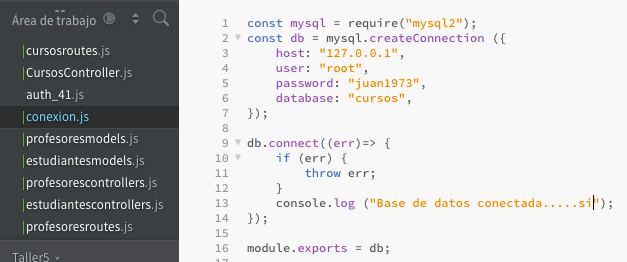 Área de trabajo
cursosroutes.js
CursosController.js
auth_41.js
conexion.js
profesoresmodels.js
estudiantesmodels.js
profesorescontrollers.js
estudiantescontrollers.js
profesoresroutes.js
Taller5
1 const mysql = require("mysql2");
2 const db = mysql.createConnection ({
3 host: "127.0.0.1",
4 user: "root",
5 password: "juan1973",
6 database: "cursos",
7 });
8
9 db.connect((err)=> {
10 if (err) {
11 throw err;
12 }
13 console.log ("Base de datos conectada.....si");
14 });
15
16 module.exports = db;
17